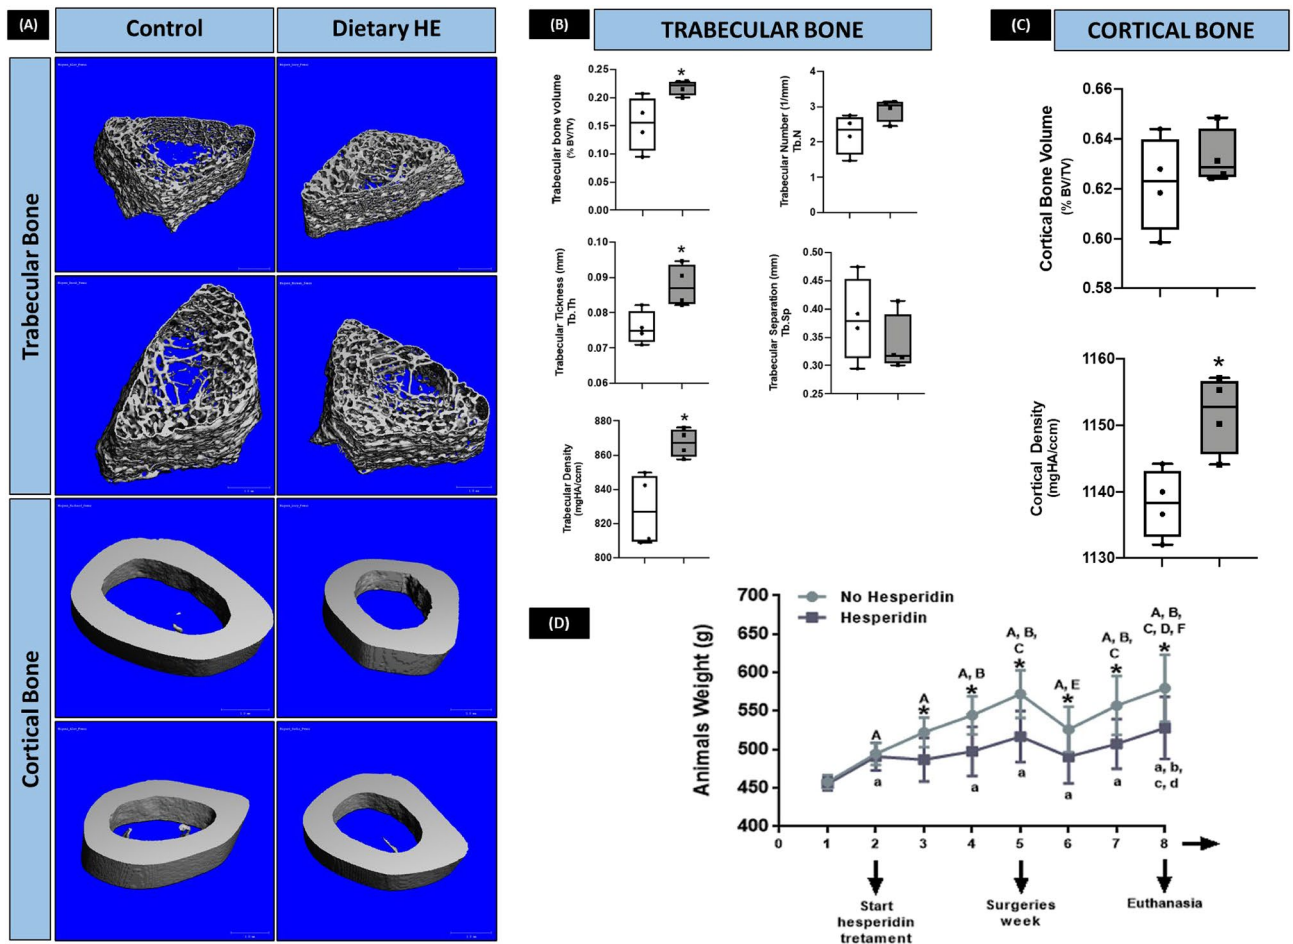 (A)
Control
Dietary HE
Trabecular Bone
Cortical Bone
(B)
TRABECULAR BONE
Trabecular bone volume
(% BV/TV)
0.25
0.20
0.15
0.10
0.05
0.00
*
Trabecular Number (1/mm)
Tb.N
4
3
2
1
0
Trabecular Tickness (mm)
Tb.Th
0.10
0.09
0.08
0.07
0.06
*
Trabecular Separation (mm)
Tb.Sp
0.50
0.45
0.40
0.35
0.30
0.25
Trabecular Density
(mgHA/ccm)
880
860
840
820
800
*
(C)
CORTICAL BONE
Cortical Bone Volume
(% BV/TV)
0.66
0.64
0.62
0.60
0.58
Cortical Density
(mgHA/ccm)
1160
1150
1140
1130
*
(D)
Animals Weight (g)
700
650
600
550
500
450
400
No Hesperidin
Hesperidin
A
A
*
A, B
*
A, B,
C
*
A, E
*
A, B,
C
*
A, B,
C, D, F
*
a
a
a
a
a
a, b,
c, d
0 1 2 3 4 5 6 7 8
Start
hesperidin
tretament
Surgeries
week
Euthanasia